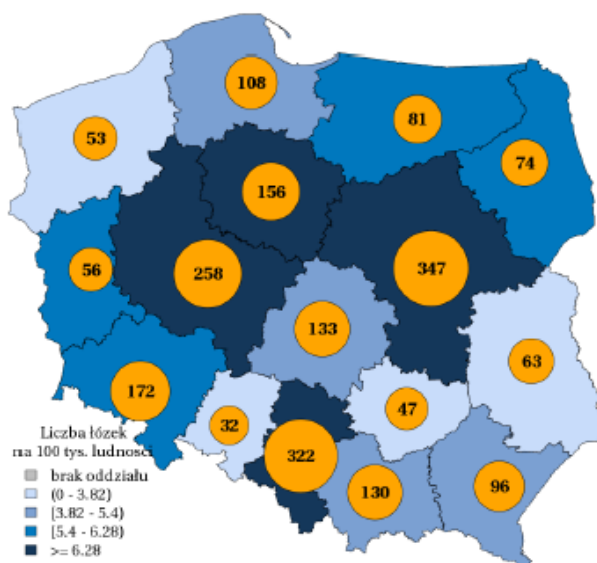 108
53
81
74
156
258
347
56
133
63
172
47
32
322
130
96
Liczba łózek
na 100 tys. ludności
brak oddziału
(0 - 3.82)
[3.82 - 5.4)
[5.4 - 6.28)
>= 6.28